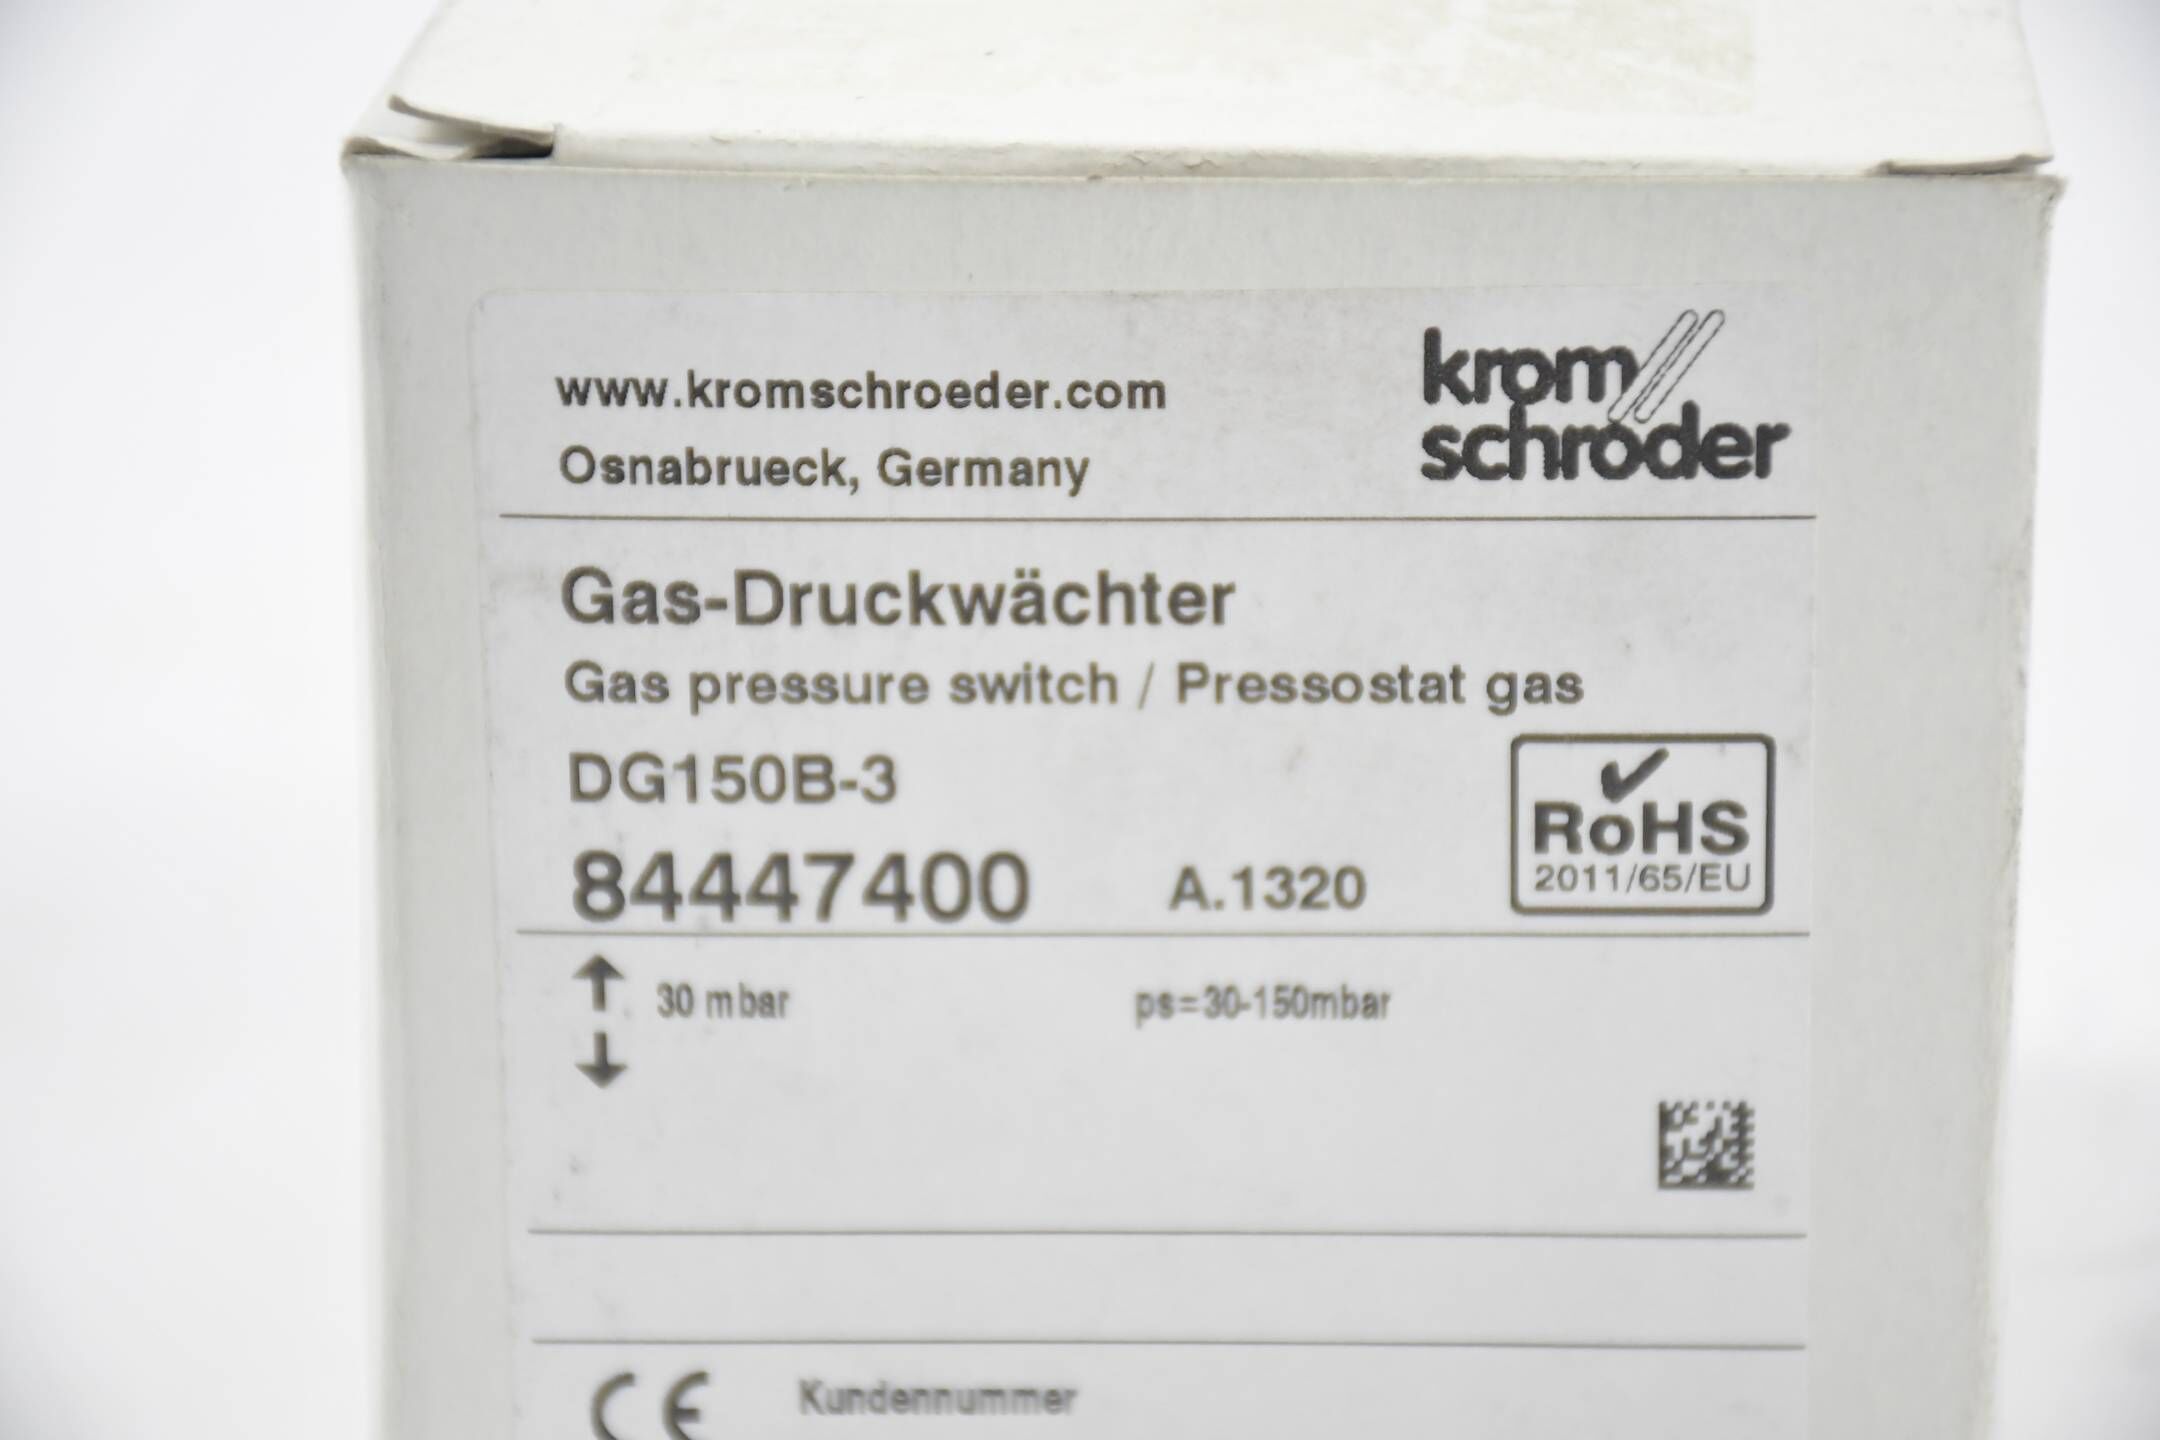 www.kromschroeder.com
Osnabrueck, Germany
krom
schröder
Gas-Druckwächter
Gas pressure switch / Pressostat gas
DG150B-3
84447400 A.1320
RoHS
2011/65/EU
↑ 30 mbar ps=30-150mbar
↓
CE Kundennummer